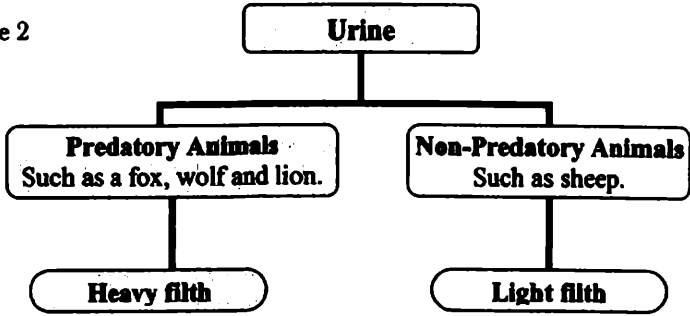 e 2
Urine
Predatory Animals
Such as a fox, wolf and lion.
Non-Predatory Animals
Such as sheep.
Heavy filth
Light filth